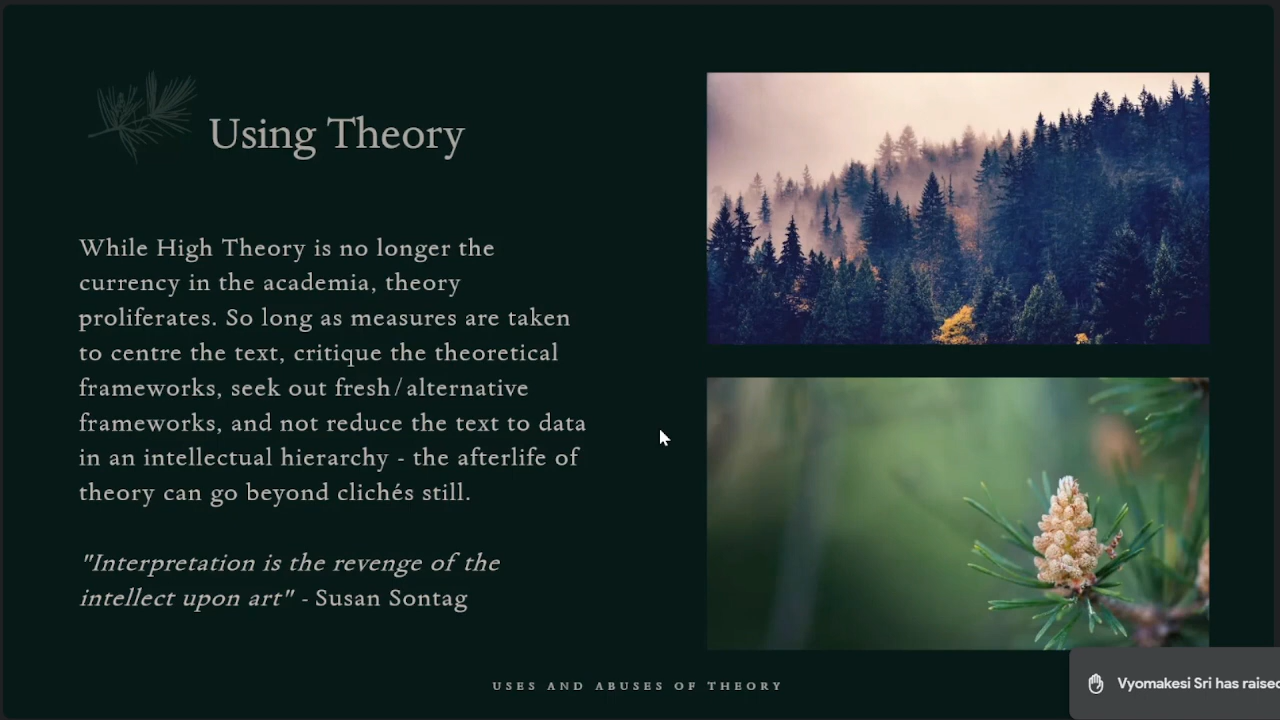 Using Theory
While High Theory is no longer the
currency in the academia, theory
proliferates. So long as measures are taken
to centre the text, critique the theoretical
frameworks, seek out fresh/alternative
frameworks, and not reduce the text to data
in an intellectual hierarchy - the afterlife of
theory can go beyond clichés still.
"Interpretation is the revenge of the
intellect upon art" - Susan Sontag
USES AND ABUSES OF THEORY
Vyomakesi Sri has raised